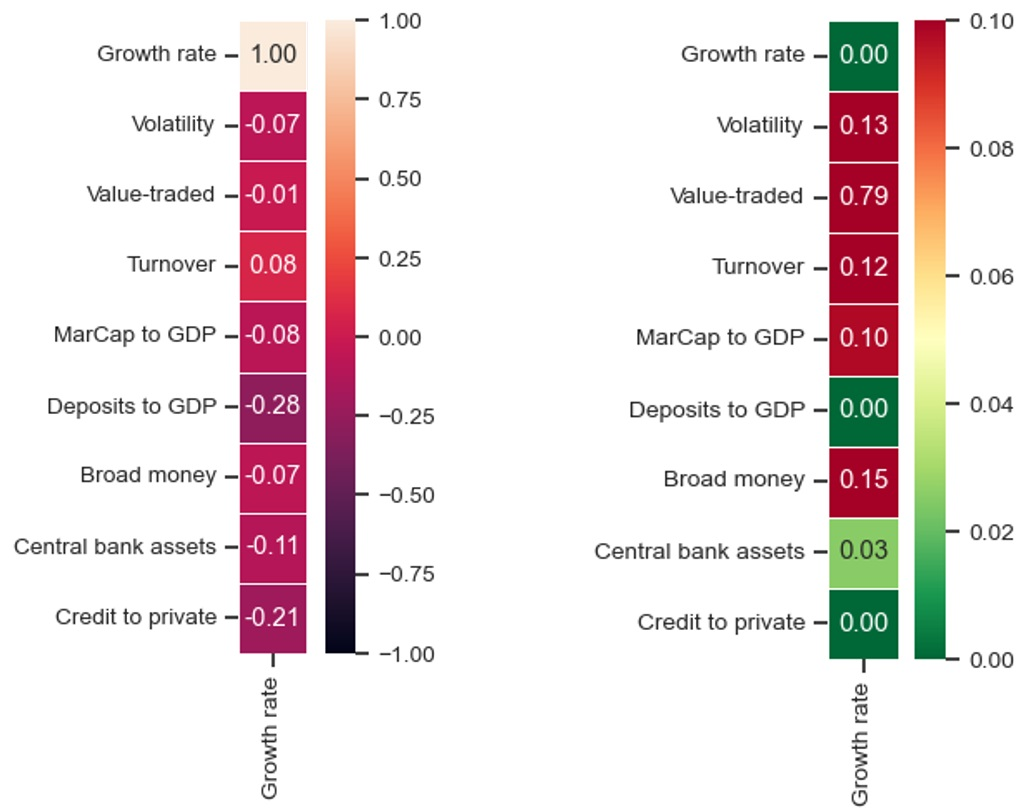 Growth rate
Volatility
Value-traded
Turnover
MarCap to GDP
Deposits to GDP
Broad money
Central bank assets
Credit to private
1.00
-0.07
-0.01
0.08
-0.08
-0.28
-0.07
-0.11
-0.21
Growth rate
1.00
0.75
0.50
0.25
0.00
−0.25
−0.50
−0.75
−1.00
Growth rate
Volatility
Value-traded
Turnover
MarCap to GDP
Deposits to GDP
Broad money
Central bank assets
Credit to private
0.00
0.13
0.79
0.12
0.10
0.00
0.15
0.03
0.00
Growth rate
0.10
0.08
0.06
0.04
0.02
0.00